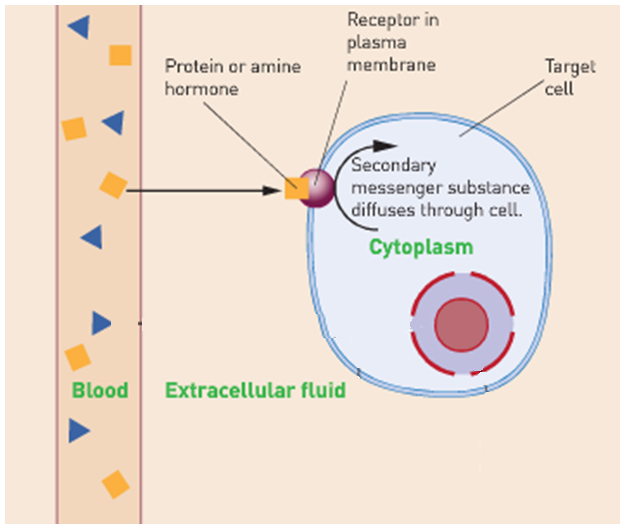 Receptor in
plasma
membrane
Protein or amine
hormone
Target
cell
Secondary
messenger substance
diffuses through cell.
Cytoplasm
Blood
Extracellular fluid